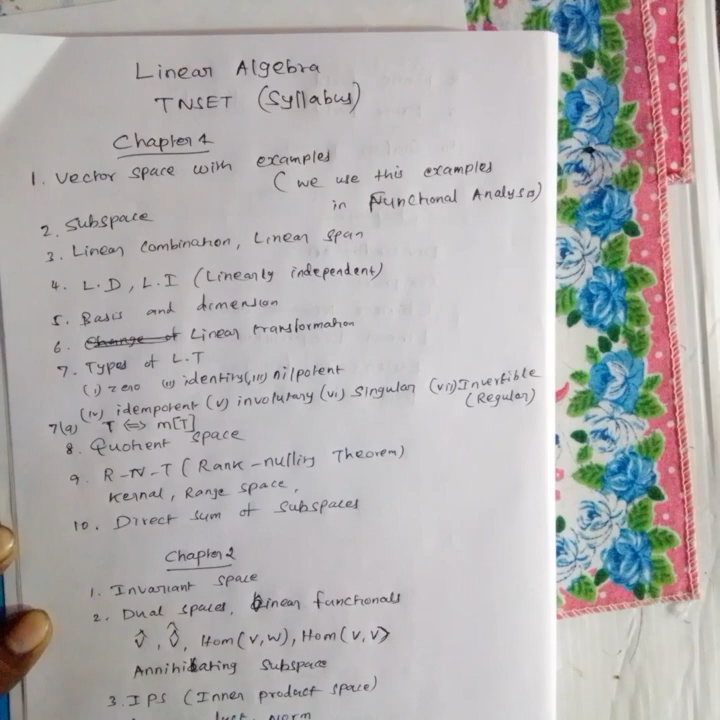 Linear Algebra
TNSET (Syllabus)
Chapter 1
1. Vector space with examples
(we use this examples
in Functional Analysis)
2. Subspace
3. Linear Combination, Linear span
4. L.D, L.I (Linearly independent)
5. Basis and dimension
6. Change of Linear transformation
7. Types of L.T
(i) zero (ii) identity (iii) nilpotent
(iv) idempotent (v) involutary (vi) Singular (vii) Invertible
(Regular)
7(a) T ⇔ m[T]
8. Quotient space
9. R-N-T (Rank-nullity Theorem)
Kernal, Range space,
10. Direct sum of subspaces
Chapter 2
1. Invariant space
2. Dual spaces, Linear functionals
V̂, V̂̂, Hom(V,W), Hom(V,V)
Annihilating Subspace
3. IPS (Inner product space)
norm